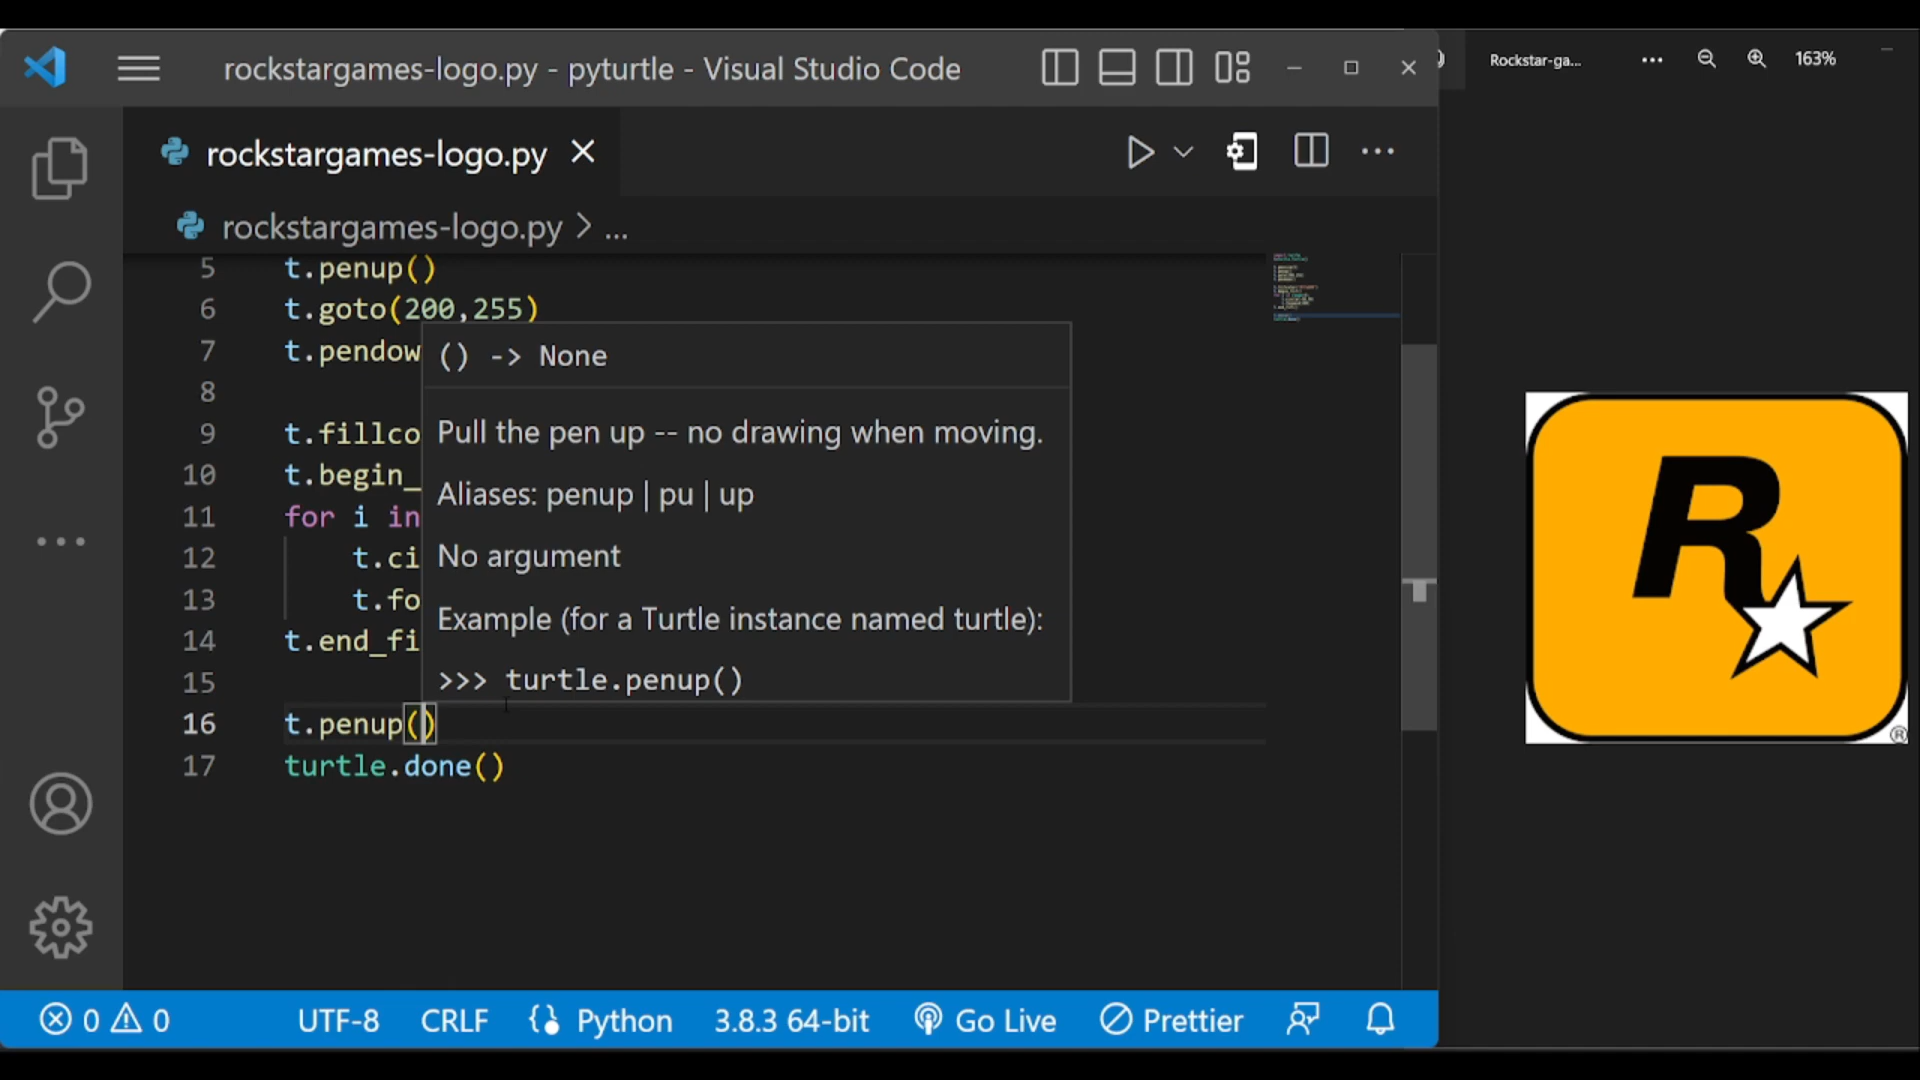 rockstargames-logo.py - pyturtle - Visual Studio Code
Rockstar-ga...
163%
rockstargames-logo.py
rockstargames-logo.py > ...
5 t.penup()
6 t.goto(200,255)
7 t.pendow
8
9 t.fillco
10 t.begin_
11 for i in
12 t.ci
13 t.fo
14 t.end_fi
15
16 t.penup()
17 turtle.done()
() -> None
Pull the pen up -- no drawing when moving.
Aliases: penup | pu | up
No argument
Example (for a Turtle instance named turtle):
>>> turtle.penup()
R
®
0 0 UTF-8 CRLF Python 3.8.3 64-bit Go Live Prettier